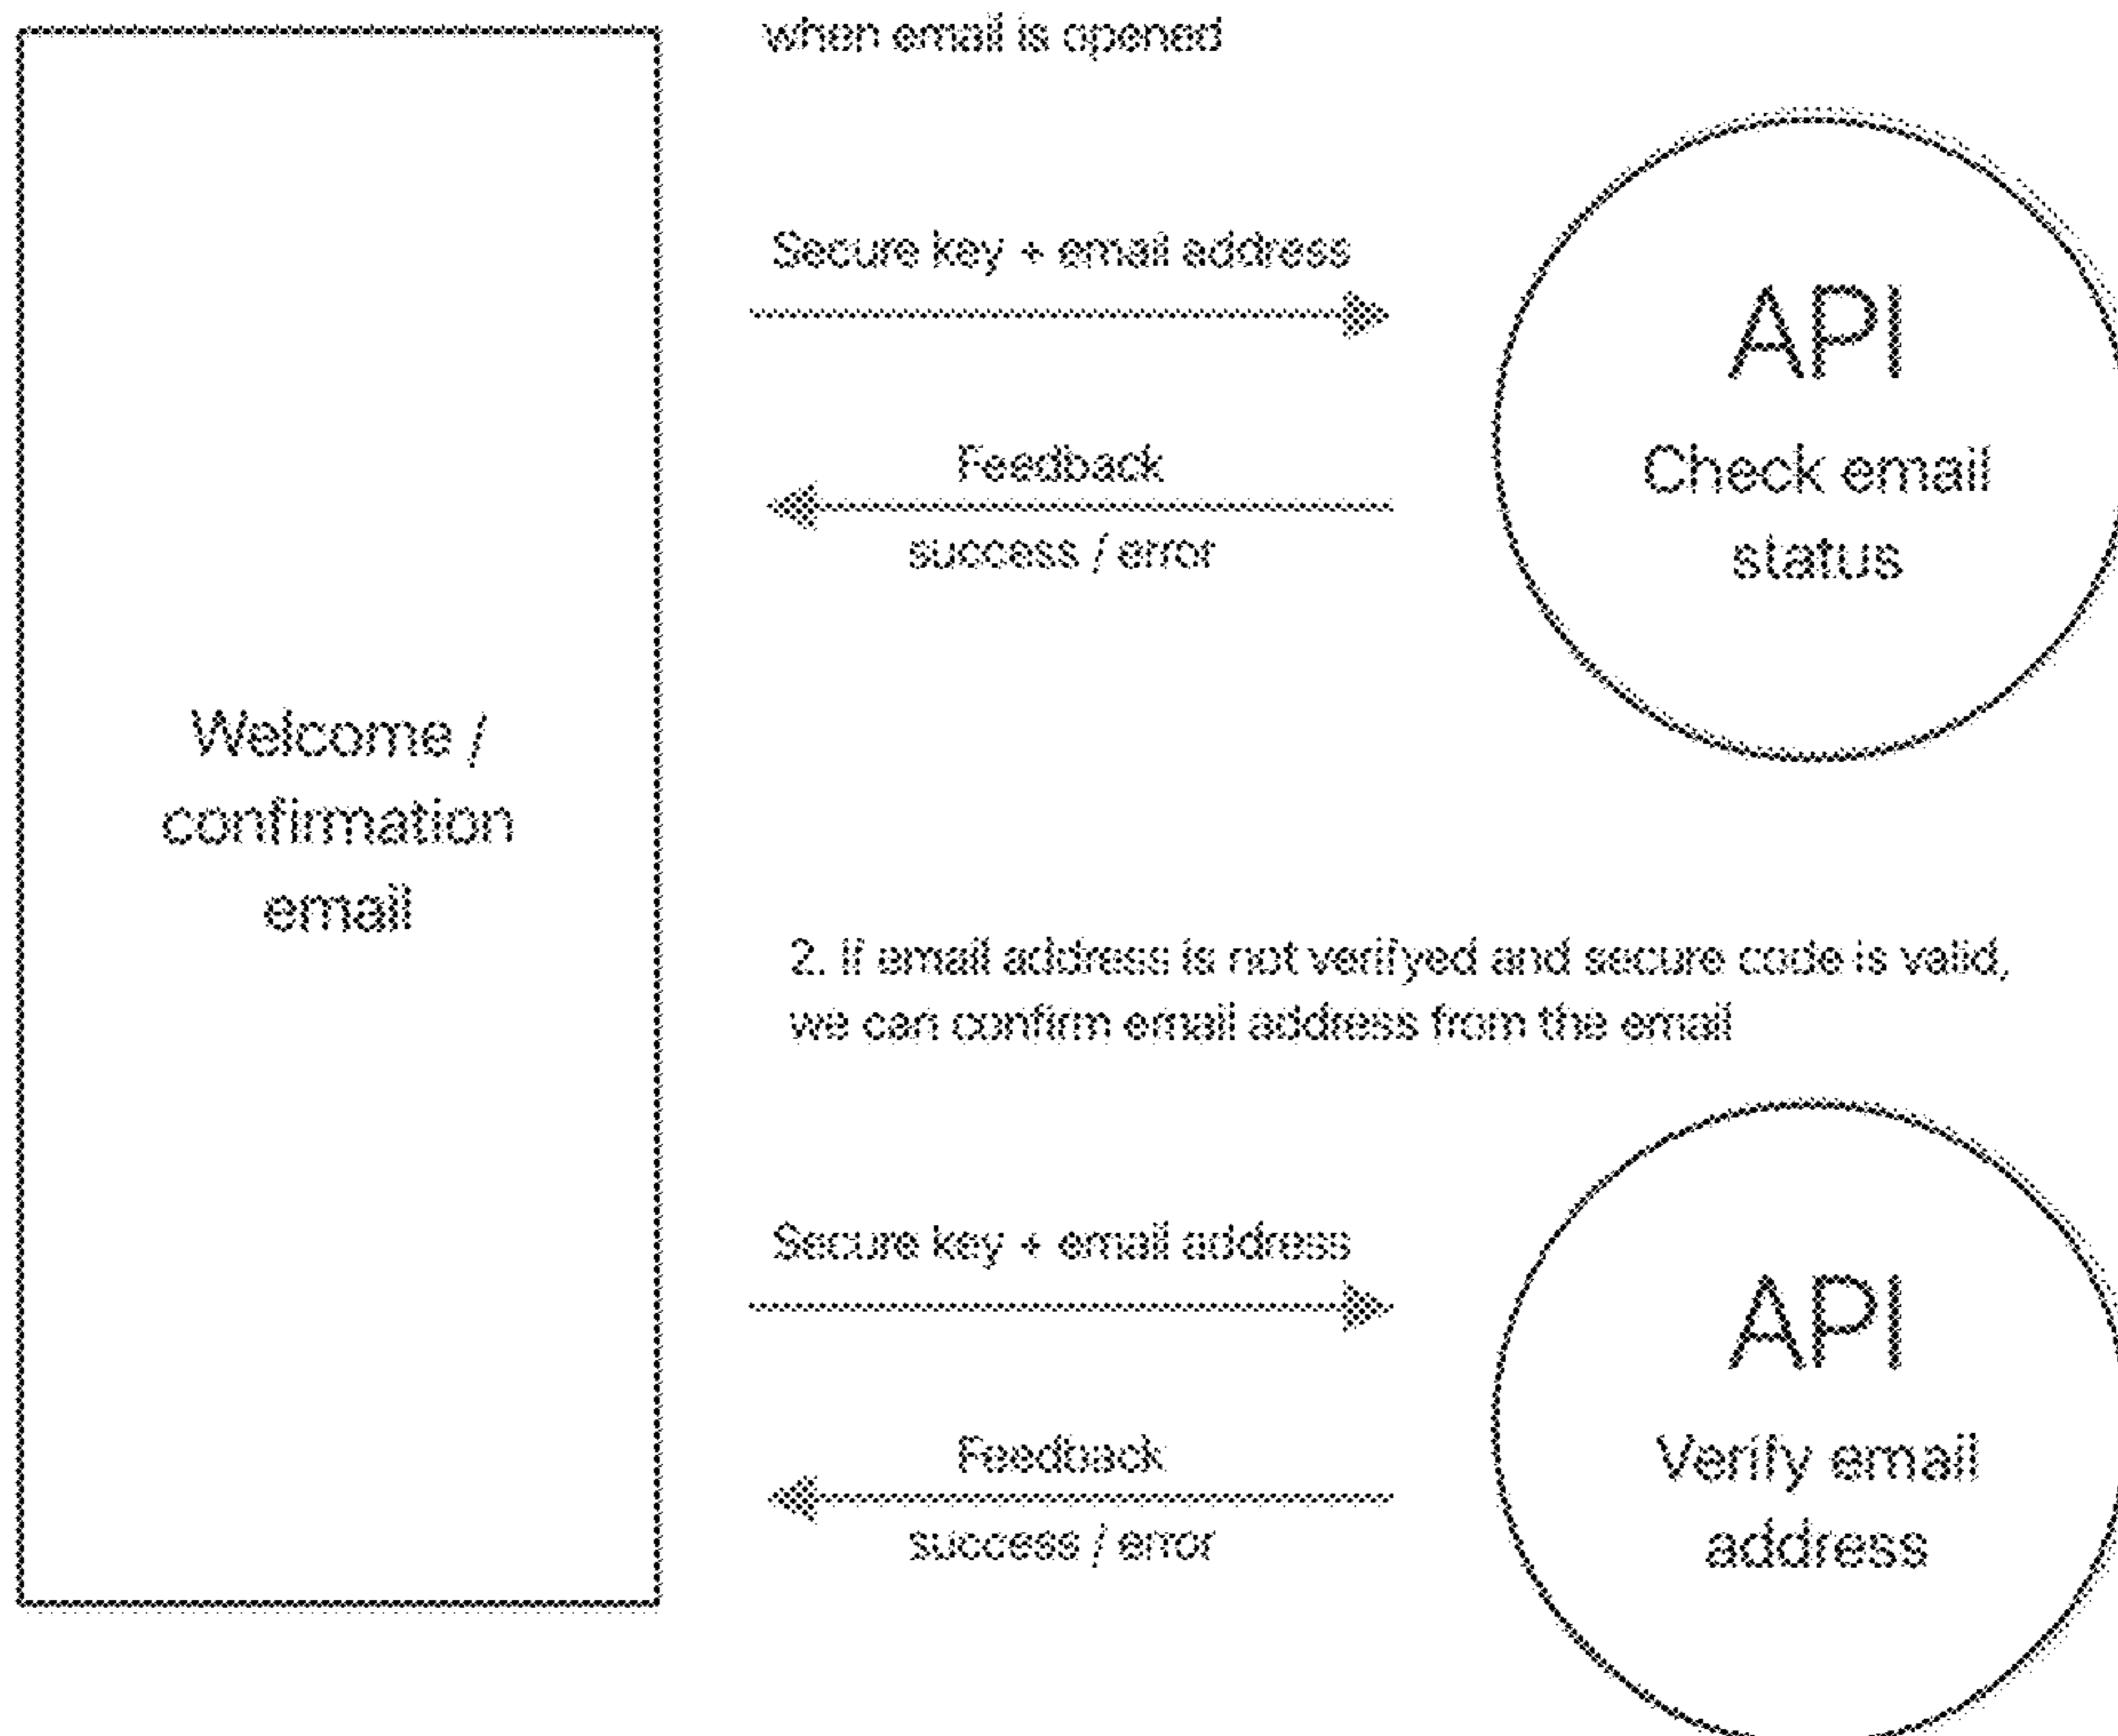 when email is opened
Secure key + email address
API
Check email
status
Feedback
success / error
Welcome /
confirmation
email
2. If email address is not verifyed and secure code is valid,
we can confirm email address from the email
Secure key + email address
API
Verify email
address
Feedback
success / error